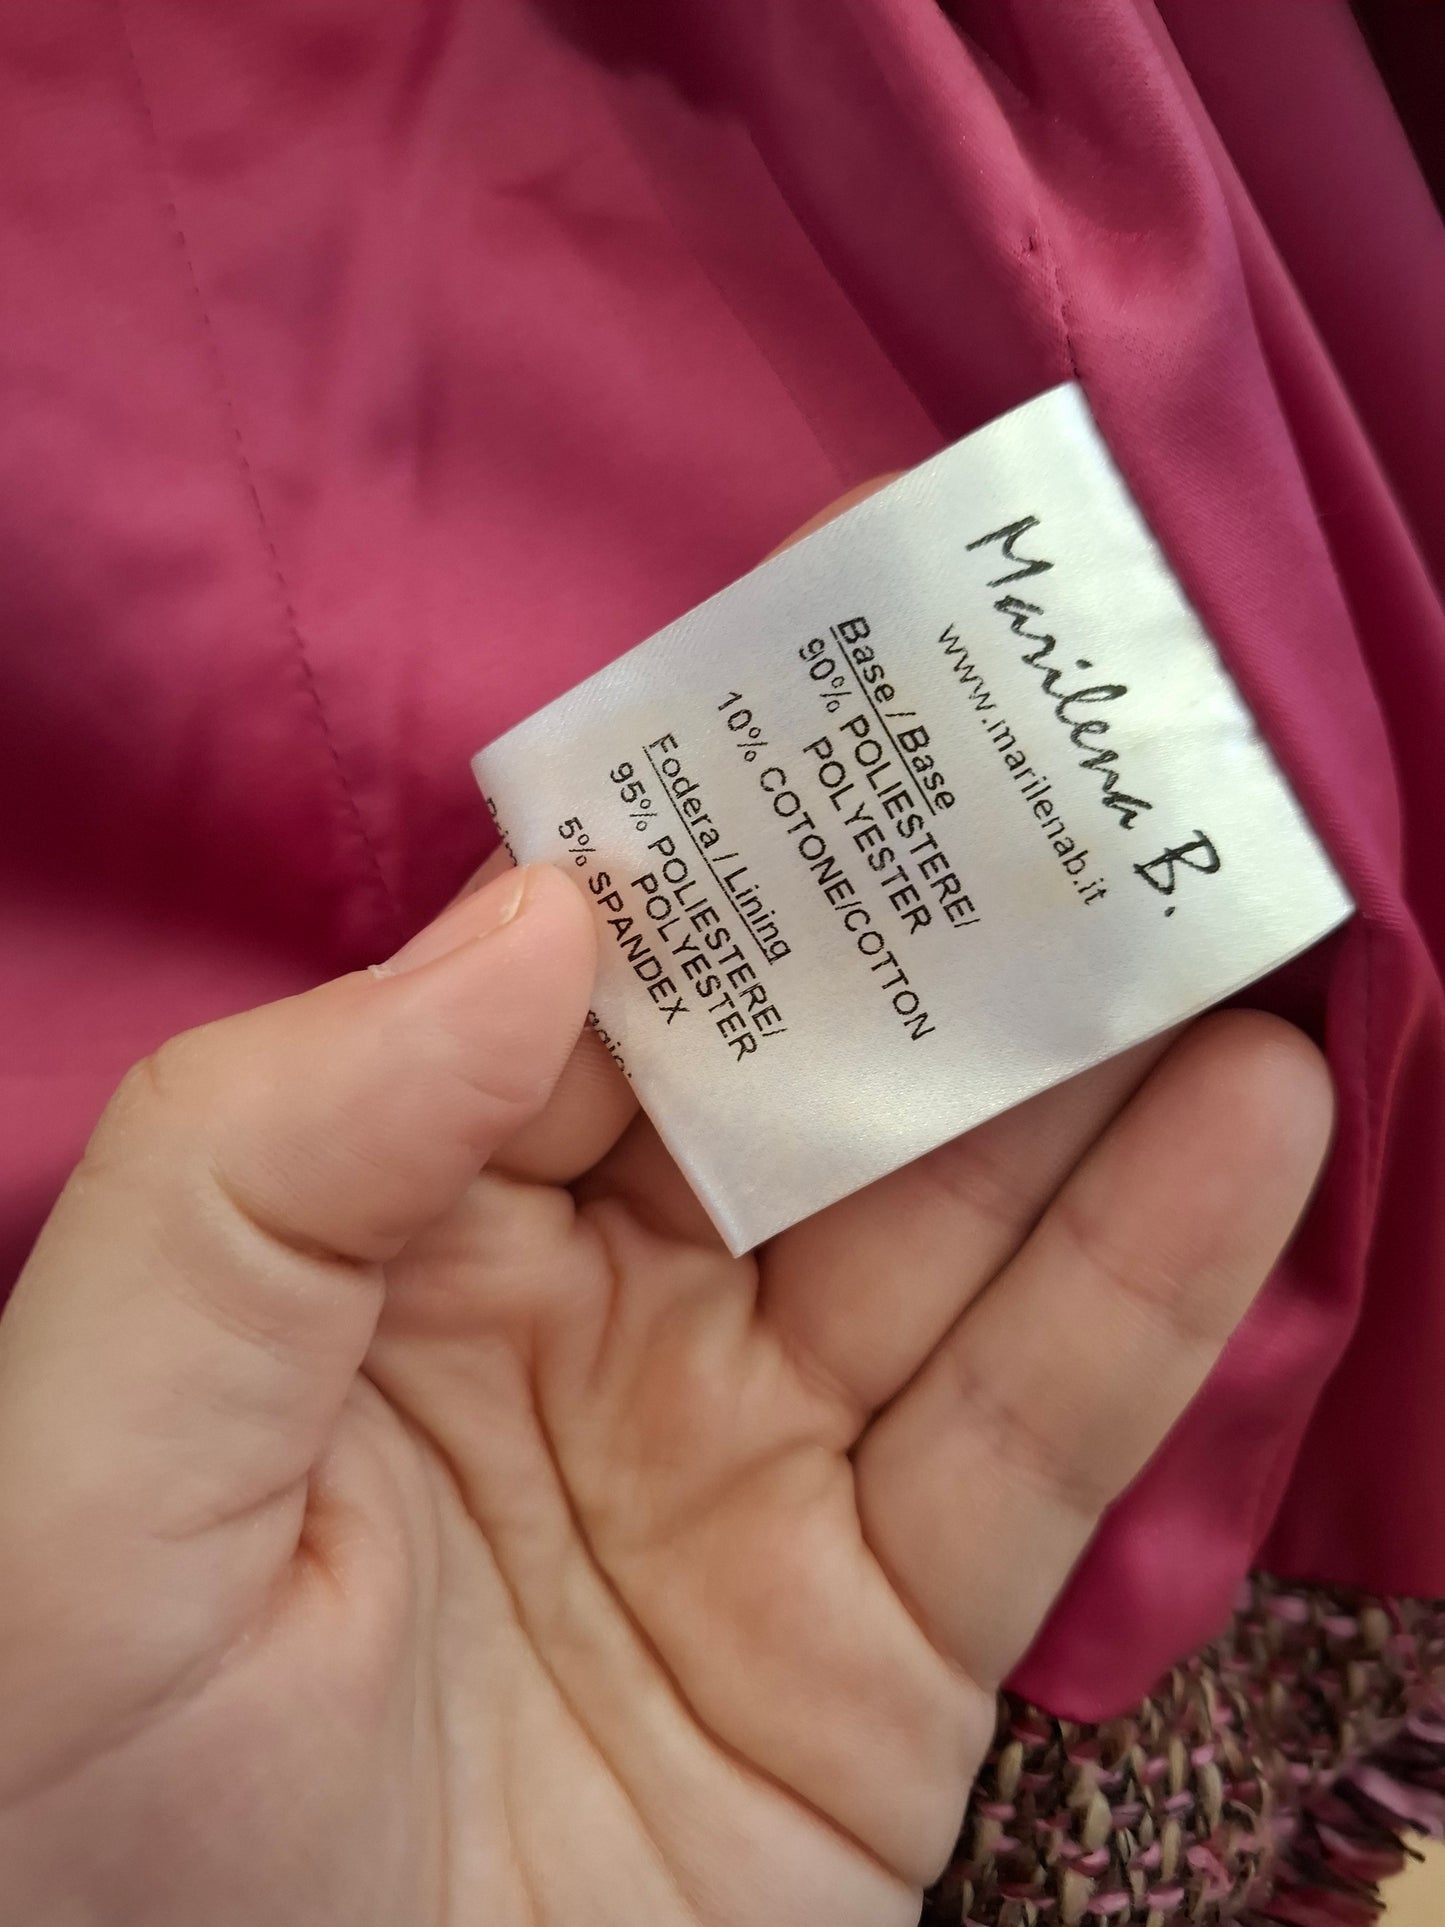 Marilena B.
www.marilenab.it
Base / Base
90% POLIESTERE/
POLYESTER
10% COTONE/COTTON
Fodera / Lining
95% POLIESTERE/
POLYESTER
5% SPANDEX